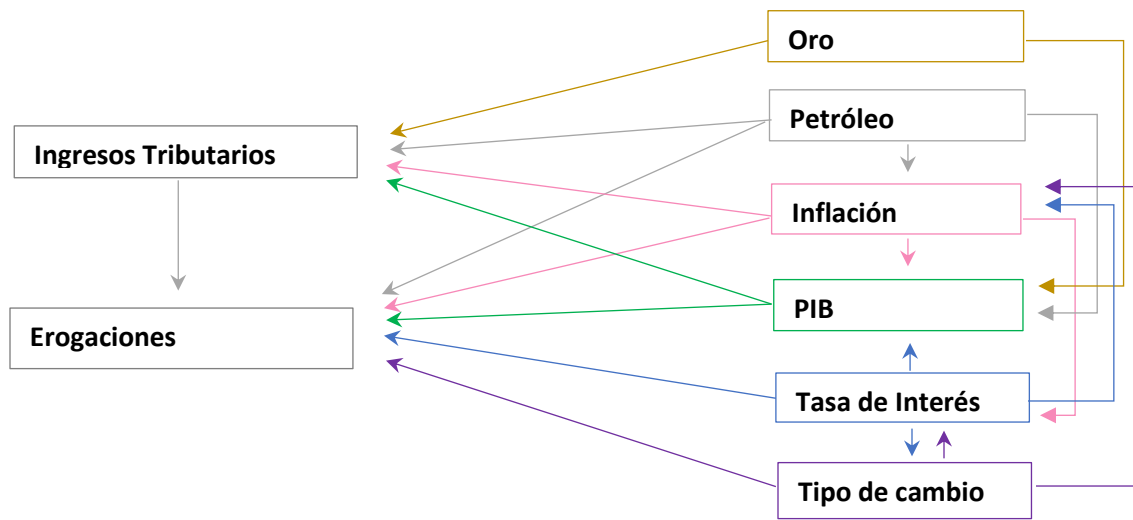 Oro
Petróleo
Ingresos Tributarios
Inflación
PIB
Erogaciones
Tasa de Interés
Tipo de cambio